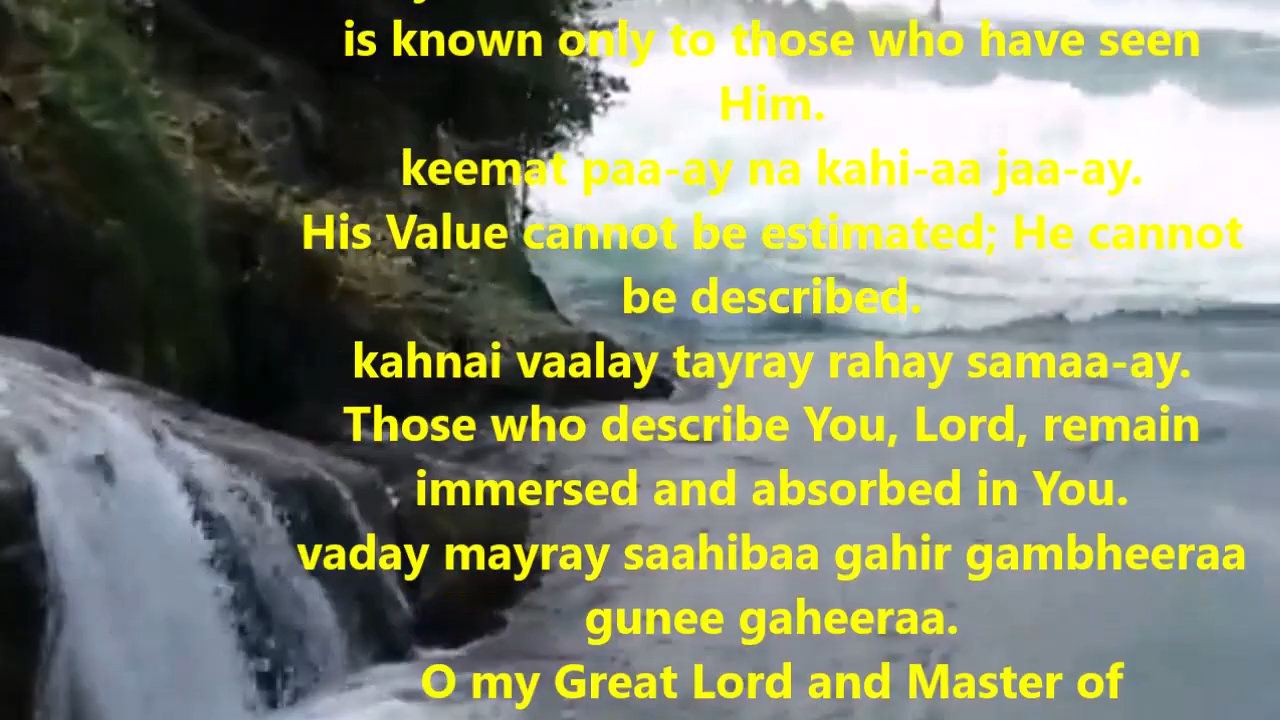 is known only to those who have seen
Him.
keemat paa-ay na kahi-aa jaa-ay.
His Value cannot be estimated; He cannot
be described.
kahnai vaalay tayray rahay samaa-ay.
Those who describe You, Lord, remain
immersed and absorbed in You.
vaday mayray saahibaa gahir gambheeraa
gunee gaheeraa.
O my Great Lord and Master of